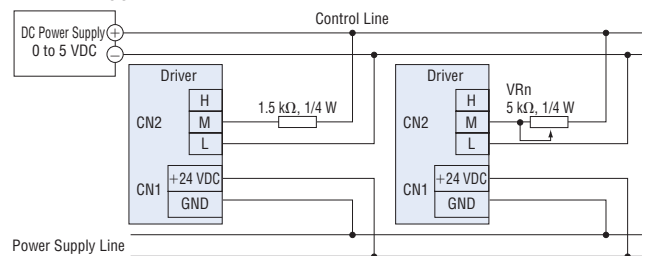 Control Line
DC Power Supply
0 to 5 VDC
+
−
Driver
CN2
H
M
L
1.5 kΩ, 1/4 W
CN1
+24 VDC
GND
Driver
CN2
H
M
L
VRn
5 kΩ, 1/4 W
CN1
+24 VDC
GND
Power Supply Line